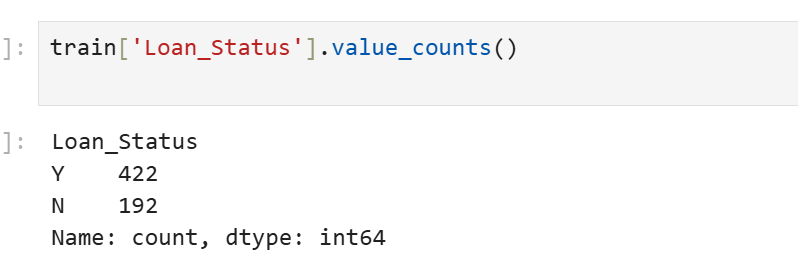 ]: train['Loan_Status'].value_counts()
]: Loan_Status
Y    422
N    192
Name: count, dtype: int64